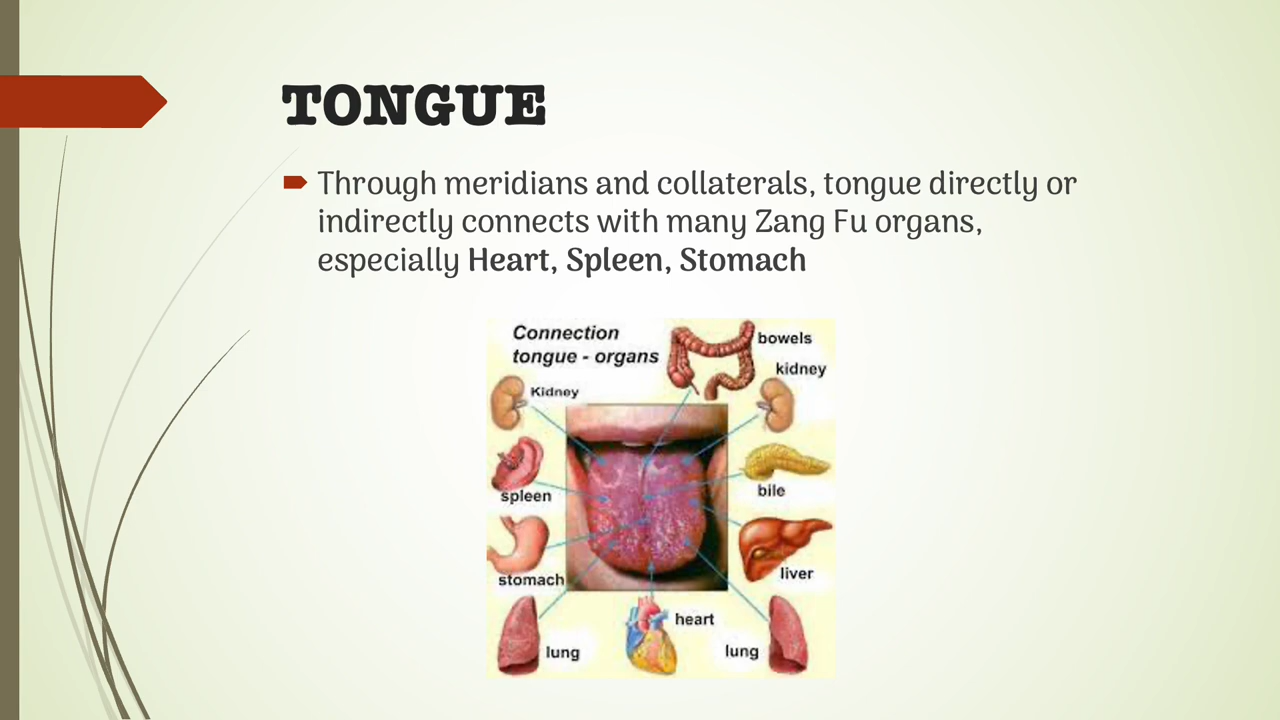 TONGUE
Through meridians and collaterals, tongue directly or
indirectly connects with many Zang Fu organs,
especially Heart, Spleen, Stomach
Connection
tongue - organs
bowels
kidney
Kidney
spleen
bile
stomach
liver
heart
lung
lung